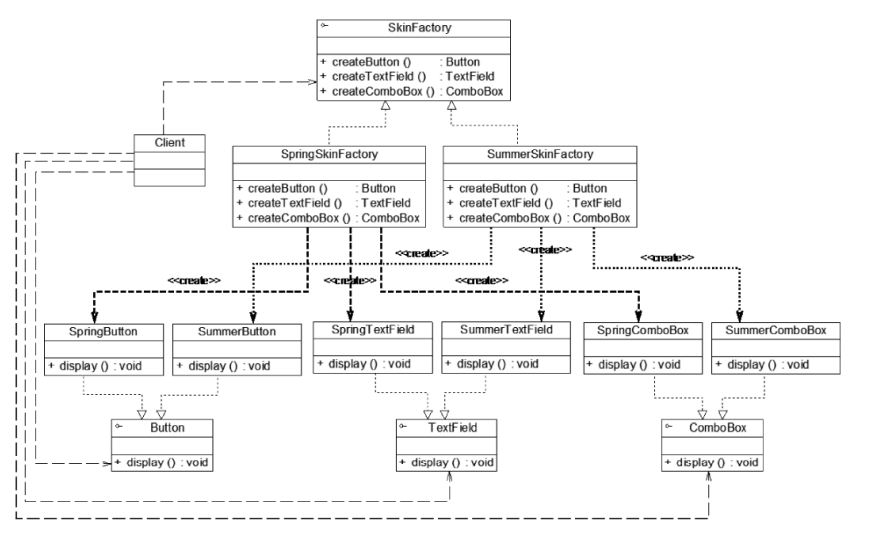 SkinFactory
+ createButton () : Button
+ createTextField () : TextField
+ createComboBox () : ComboBox
Client
SpringSkinFactory
+ createButton () : Button
+ createTextField () : TextField
+ createComboBox () : ComboBox
SummerSkinFactory
+ createButton () : Button
+ createTextField () : TextField
+ createComboBox () : ComboBox
<<create>>
<<create>>
<<create>>
<<create>>
<<create>>
<<create>>
SpringButton
+ display () : void
SummerButton
+ display () : void
SpringTextField
+ display () : void
SummerTextField
+ display () : void
SpringComboBox
+ display () : void
SummerComboBox
+ display () : void
Button
+ display () : void
TextField
+ display () : void
ComboBox
+ display () : void